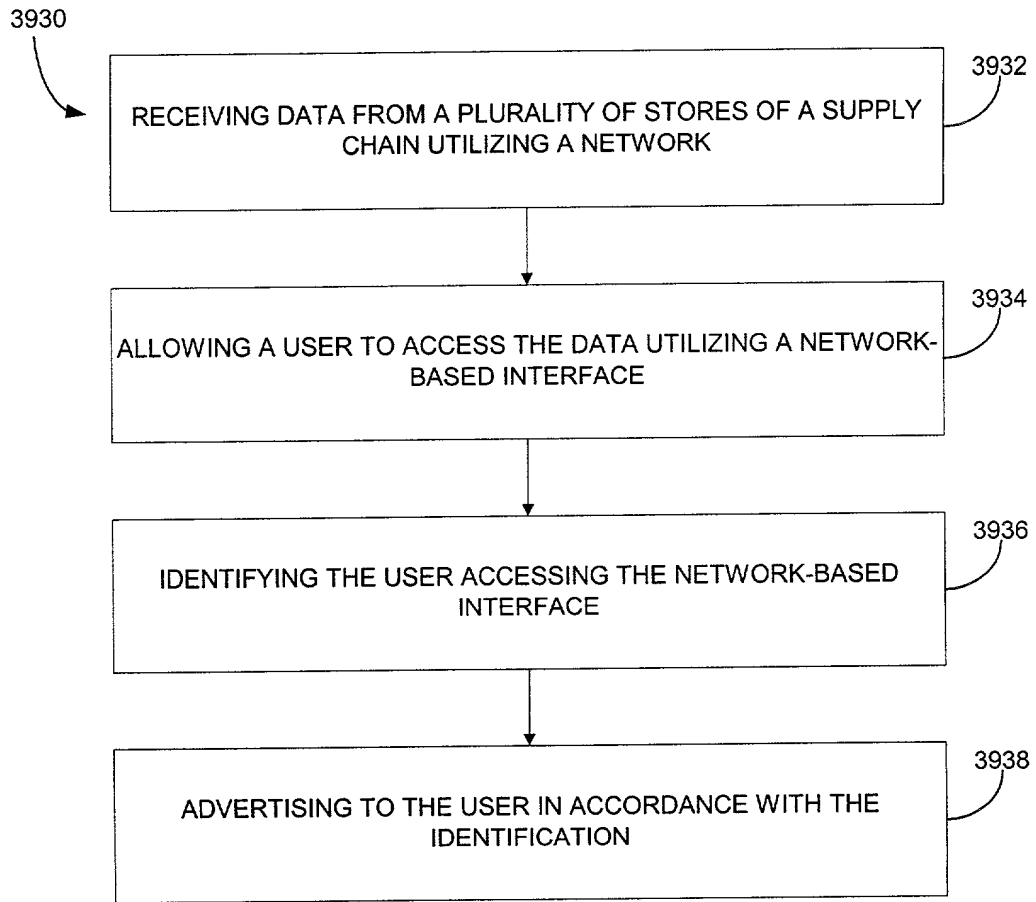 3930
3932
RECEIVING DATA FROM A PLURALITY OF STORES OF A SUPPLY
CHAIN UTILIZING A NETWORK
3934
ALLOWING A USER TO ACCESS THE DATA UTILIZING A NETWORK-
BASED INTERFACE
3936
IDENTIFYING THE USER ACCESSING THE NETWORK-BASED
INTERFACE
3938
ADVERTISING TO THE USER IN ACCORDANCE WITH THE
IDENTIFICATION